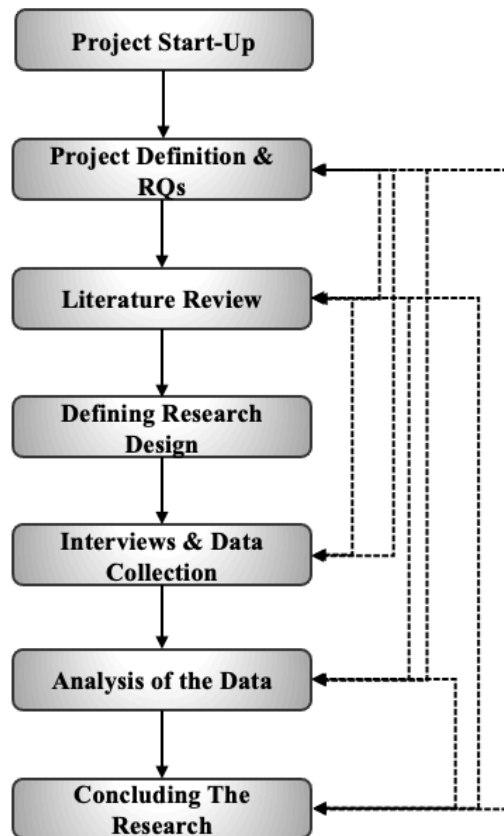 Project Start-Up
Project Definition &
RQs
Literature Review
Defining Research
Design
Interviews & Data
Collection
Analysis of the Data
Concluding The
Research